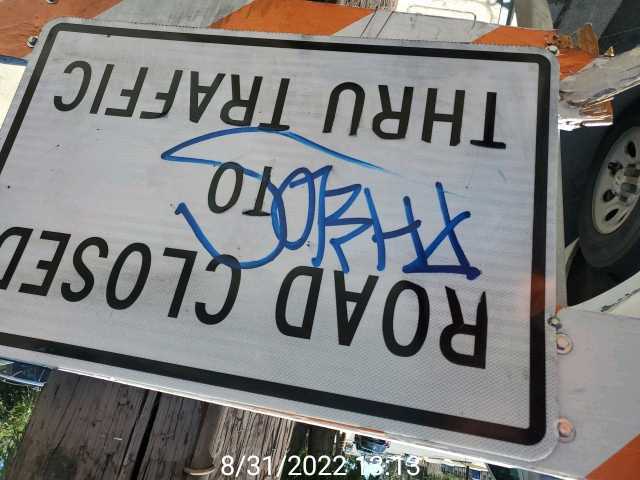 ROAD CLOSED
TO
THRU TRAFFIC
8/31/2022 13:13